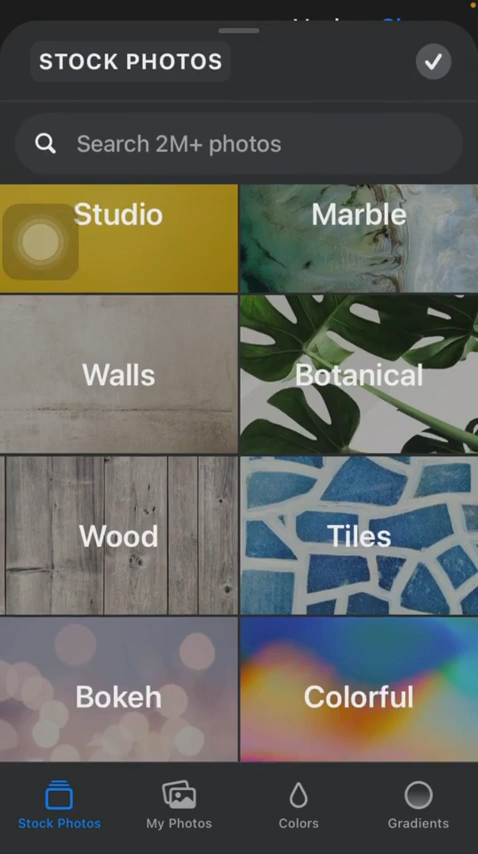 STOCK PHOTOS
Search 2M+ photos
Studio
Marble
Walls
Botanical
Wood
Tiles
Bokeh
Colorful
Stock Photos
My Photos
Colors
Gradients